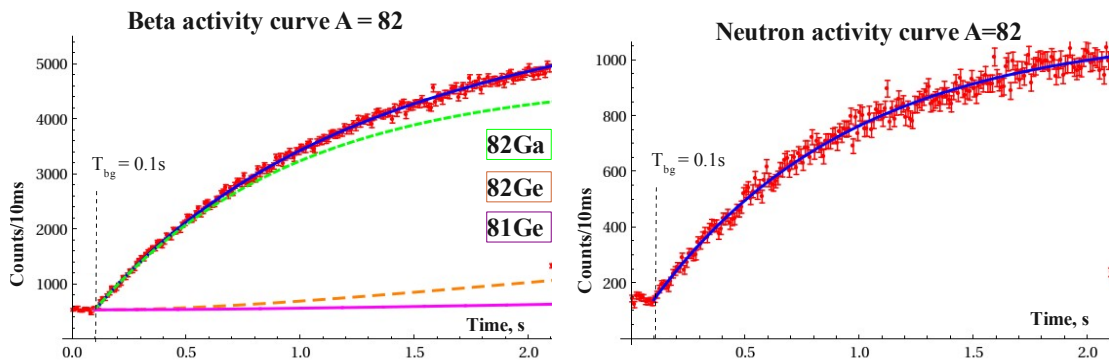 Beta activity curve A = 82
Counts/10ms
5000
4000
3000
2000
1000
T_bg = 0.1s
82Ga
82Ge
81Ge
Time, s
0.0
0.5
1.0
1.5
2.0
Neutron activity curve A=82
Counts/10ms
1000
800
600
400
200
0
T_bg = 0.1s
Time, s
0.5
1.0
1.5
2.0